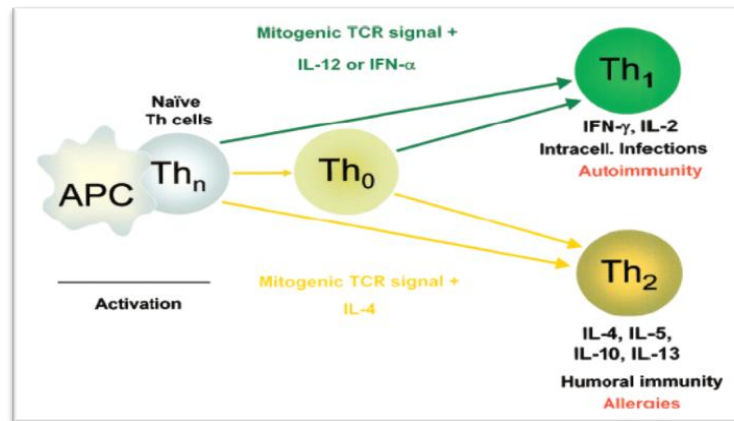 Mitogenic TCR signal +
IL-12 or IFN-α
Naïve
Th cells
APC
Thₙ
Th₀
Th₁
IFN-γ, IL-2
Intracell. Infections
Autoimmunity
Activation
Mitogenic TCR signal +
IL-4
Th₂
IL-4, IL-5,
IL-10, IL-13
Humoral immunity
Allergies